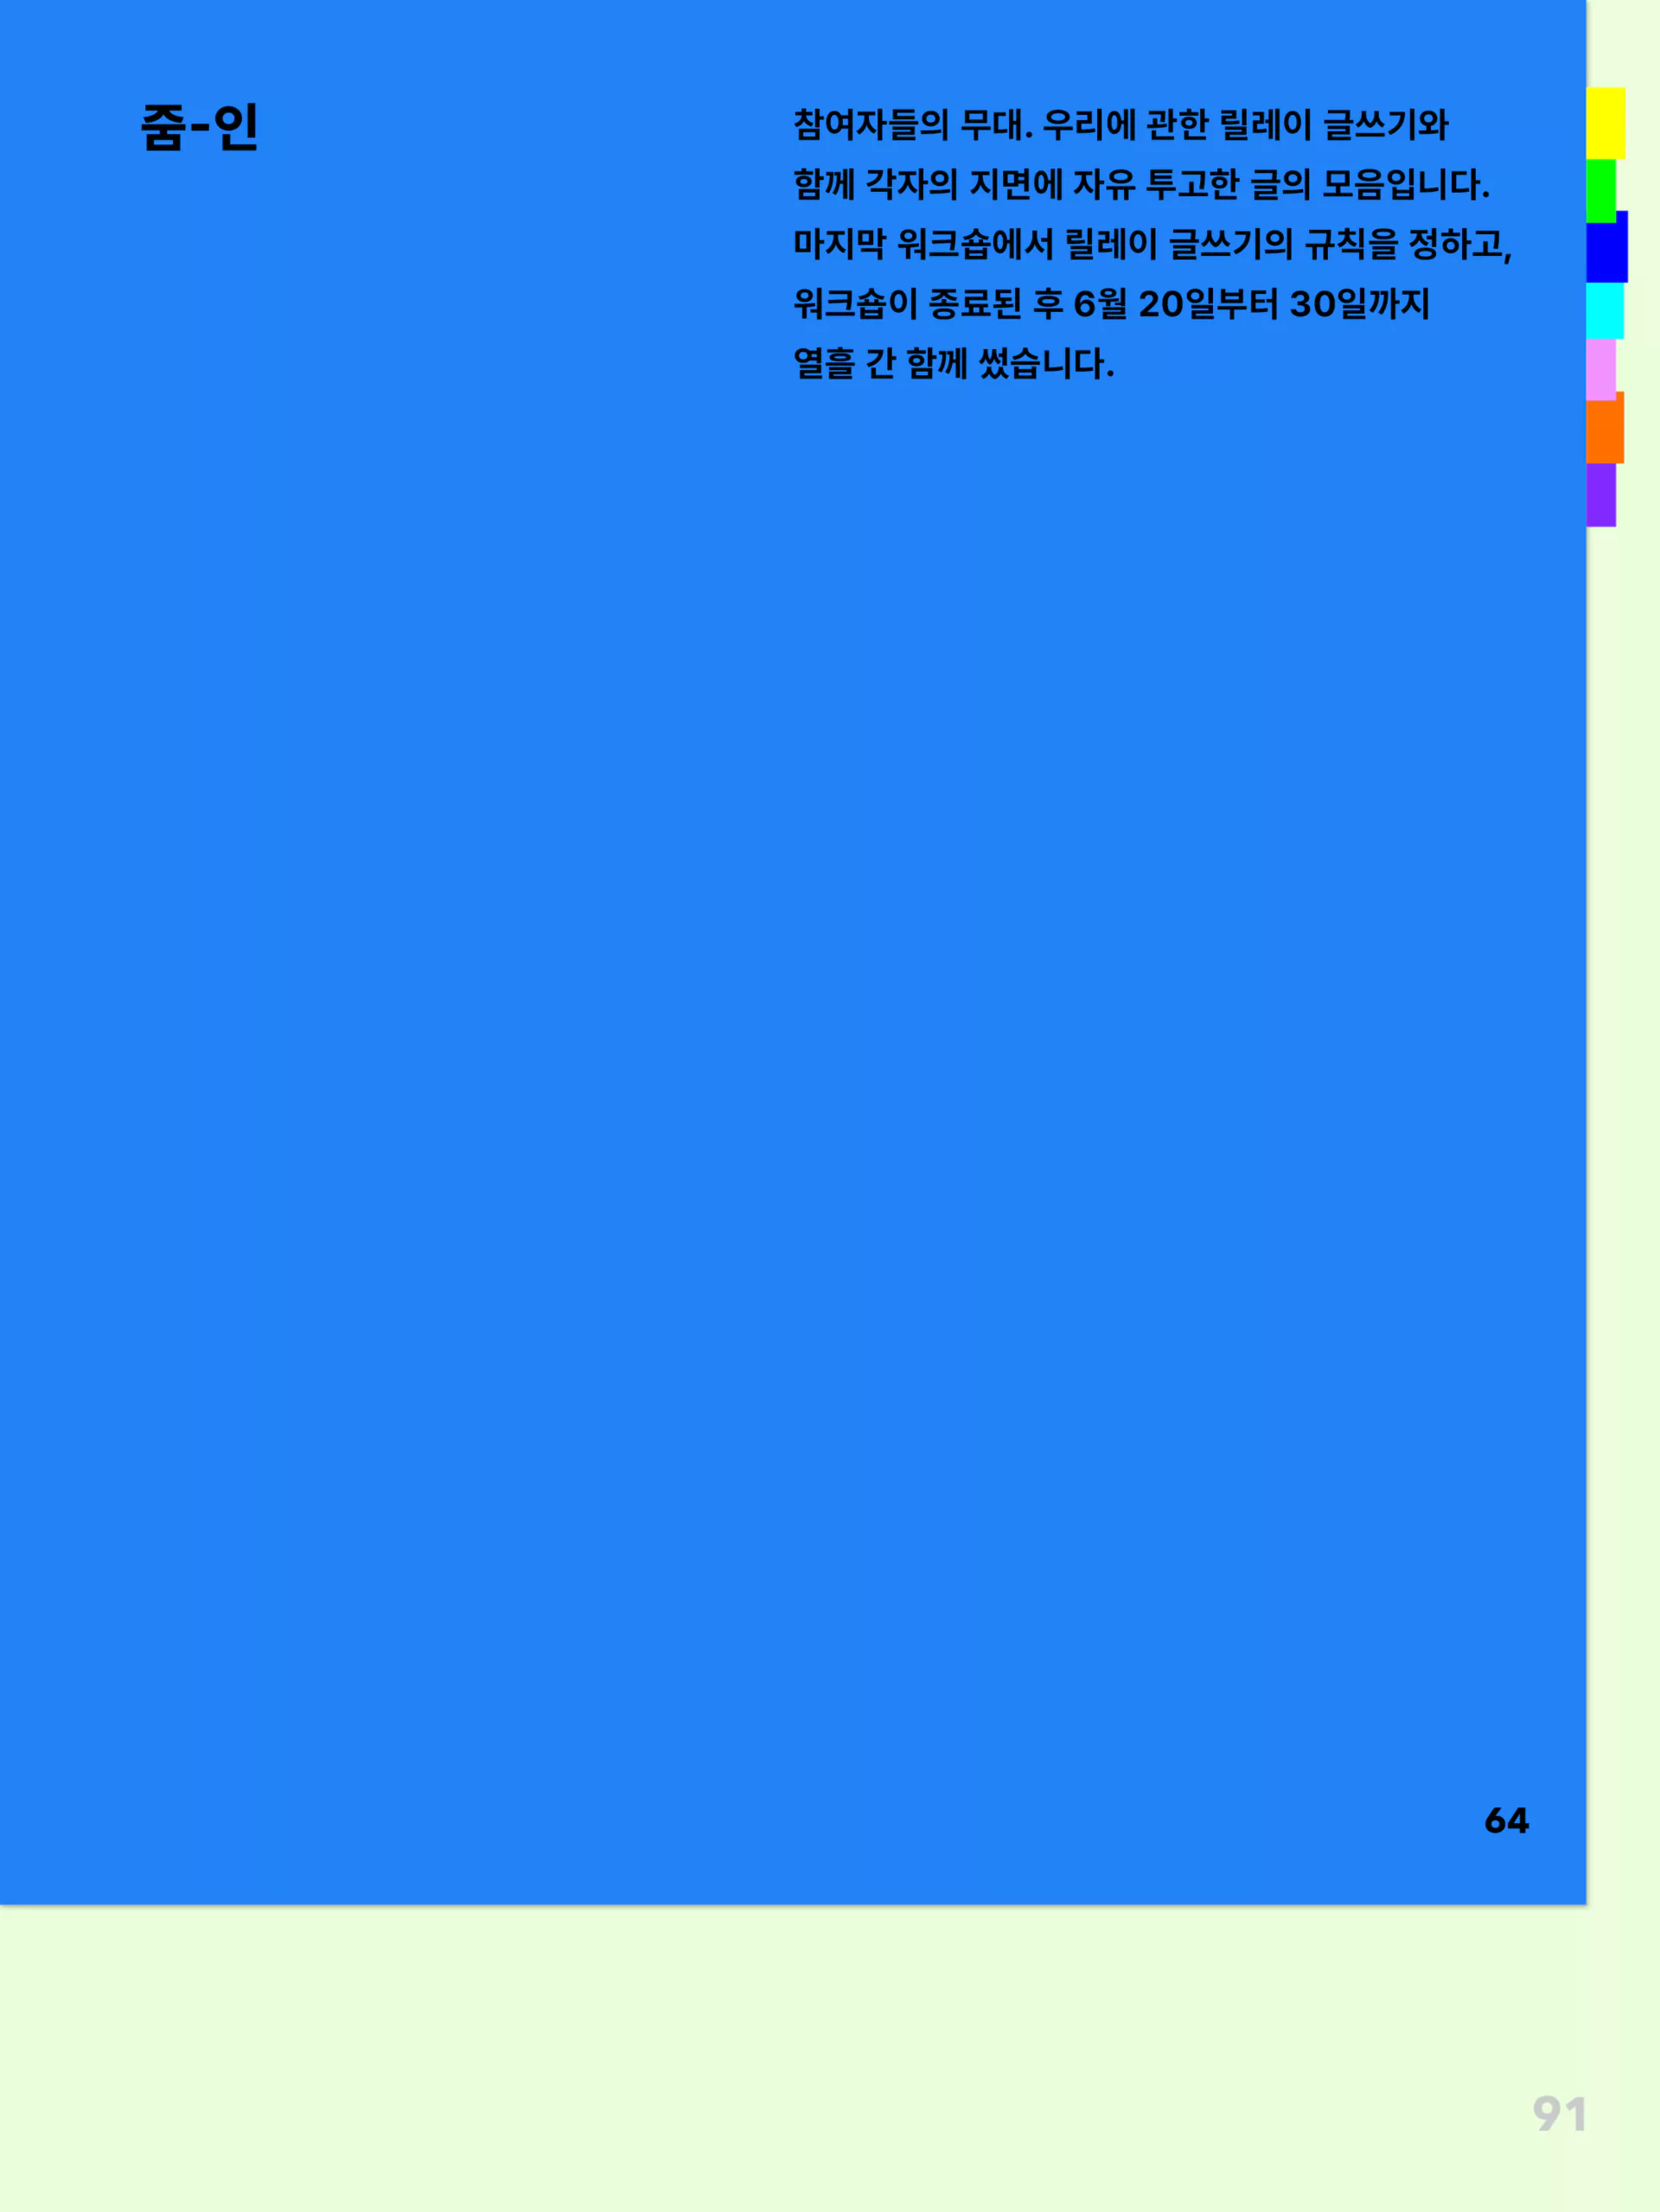 줌-인
참여자들의 무대. 우리에 관한 릴레이 글쓰기와
함께 각자의 지면에 자유 투고한 글의 모음입니다.
마지막 워크숍에서 릴레이 글쓰기의 규칙을 정하고,
워크숍이 종료된 후 6월 20일부터 30일까지
열흘 간 함께 썼습니다.
64
91